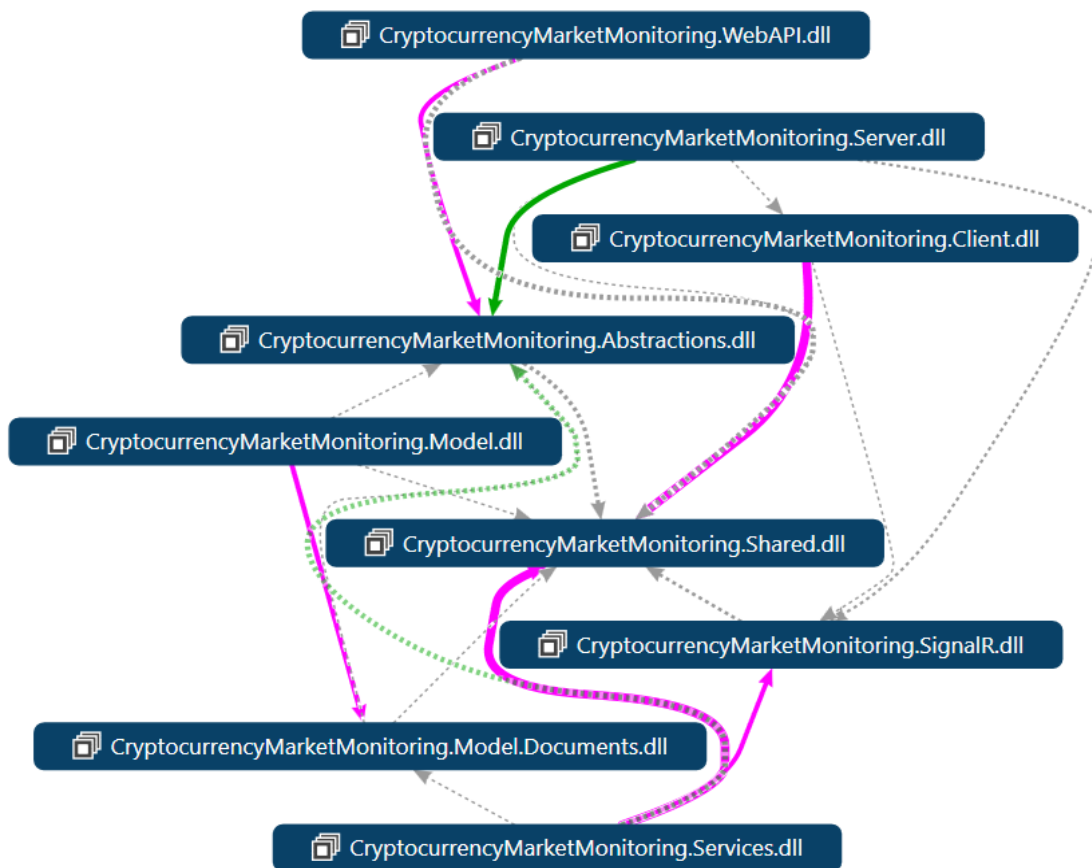 CryptocurrencyMarketMonitoring.WebAPI.dll
CryptocurrencyMarketMonitoring.Server.dll
CryptocurrencyMarketMonitoring.Client.dll
CryptocurrencyMarketMonitoring.Abstractions.dll
CryptocurrencyMarketMonitoring.Model.dll
CryptocurrencyMarketMonitoring.Shared.dll
CryptocurrencyMarketMonitoring.SignalR.dll
CryptocurrencyMarketMonitoring.Model.Documents.dll
CryptocurrencyMarketMonitoring.Services.dll